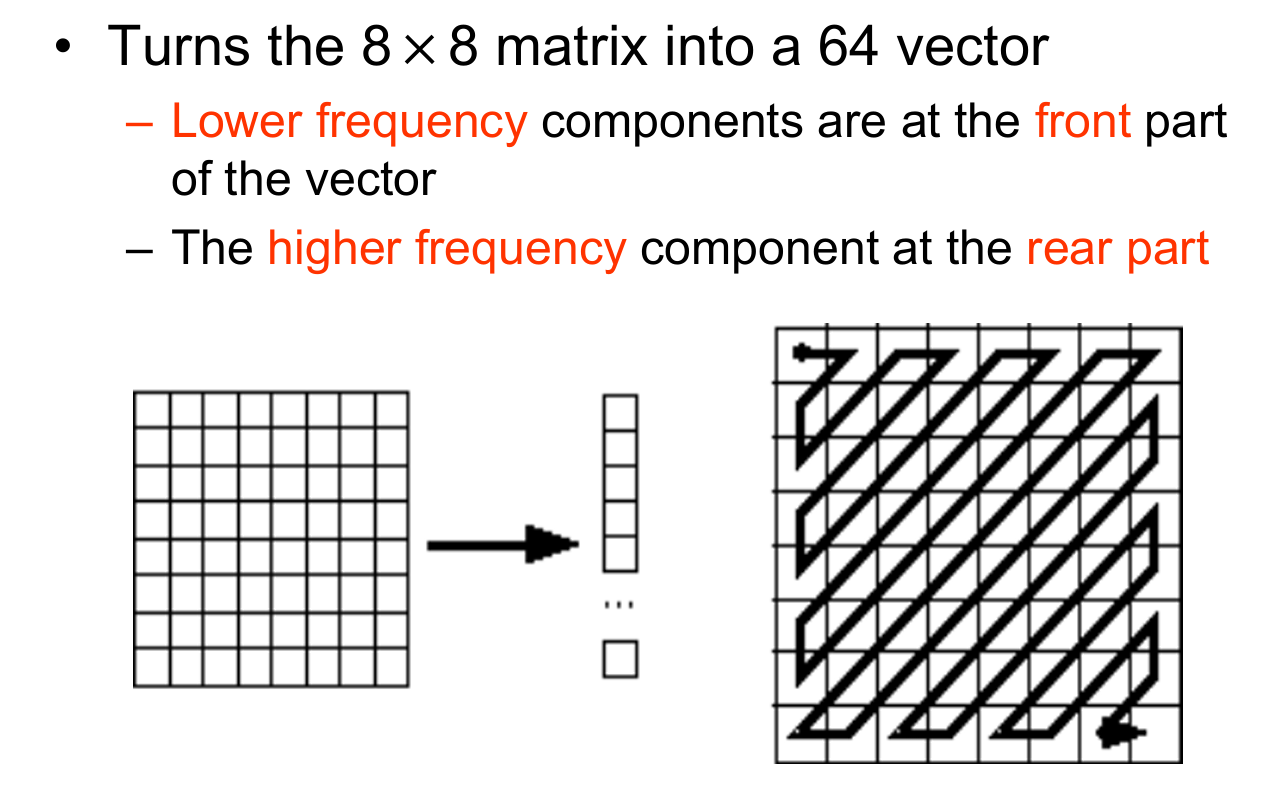 • Turns the 8 × 8 matrix into a 64 vector
– Lower frequency components are at the front part
of the vector
– The higher frequency component at the rear part
...